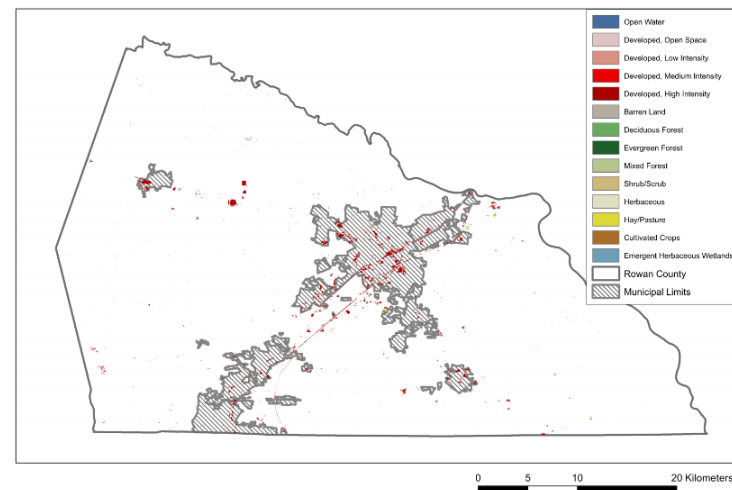 Open Water
Developed, Open Space
Developed, Low Intensity
Developed, Medium Intensity
Developed, High Intensity
Barren Land
Deciduous Forest
Evergreen Forest
Mixed Forest
Shrub/Scrub
Herbaceous
Hay/Pasture
Cultivated Crops
Emergent Herbaceous Wetlands
Rowan County
Municipal Limits
0 5 10 20 Kilometers